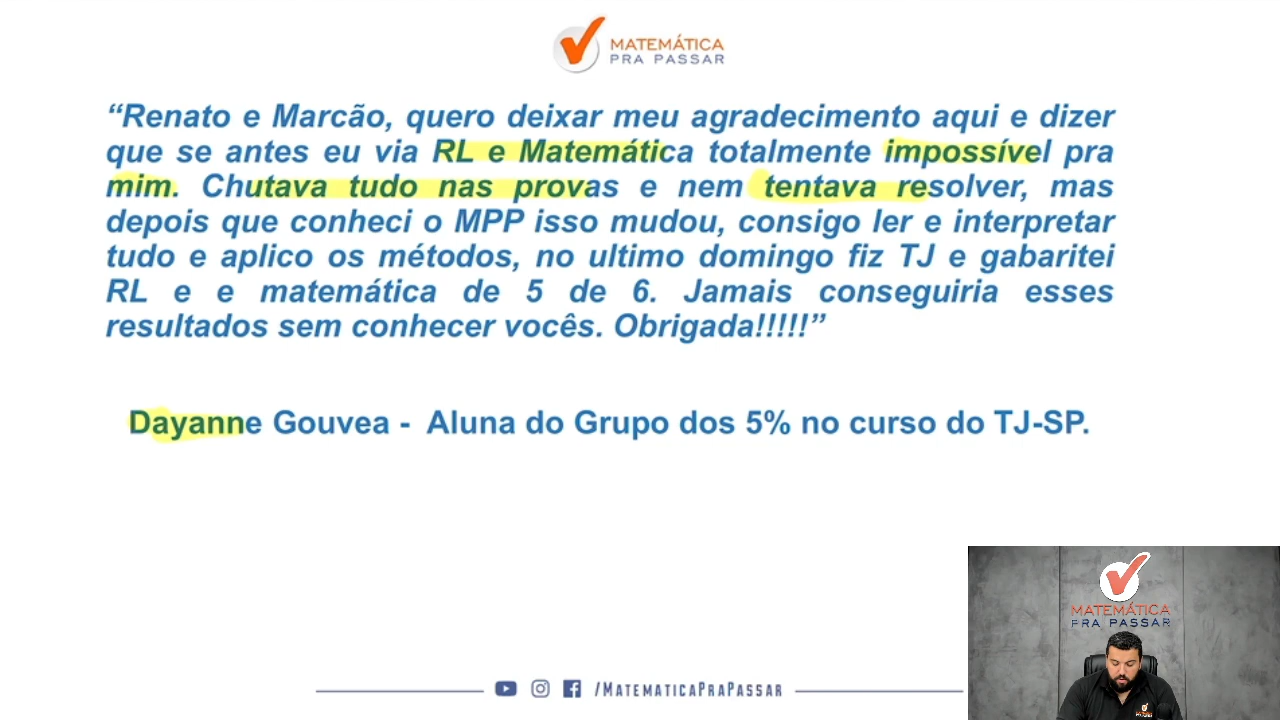 MATEMÁTICA
PRA PASSAR
“Renato e Marcão, quero deixar meu agradecimento aqui e dizer
que se antes eu via RL e Matemática totalmente impossível pra
mim. Chutava tudo nas provas e nem tentava resolver, mas
depois que conheci o MPP isso mudou, consigo ler e interpretar
tudo e aplico os métodos, no ultimo domingo fiz TJ e gabaritei
RL e e matemática de 5 de 6. Jamais conseguiria esses
resultados sem conhecer vocês. Obrigada!!!!!”
Dayanne Gouvea - Aluna do Grupo dos 5% no curso do TJ-SP.
MATEMÁTICA
PRA PASSAR
/MATEMATICAPRAPASSAR